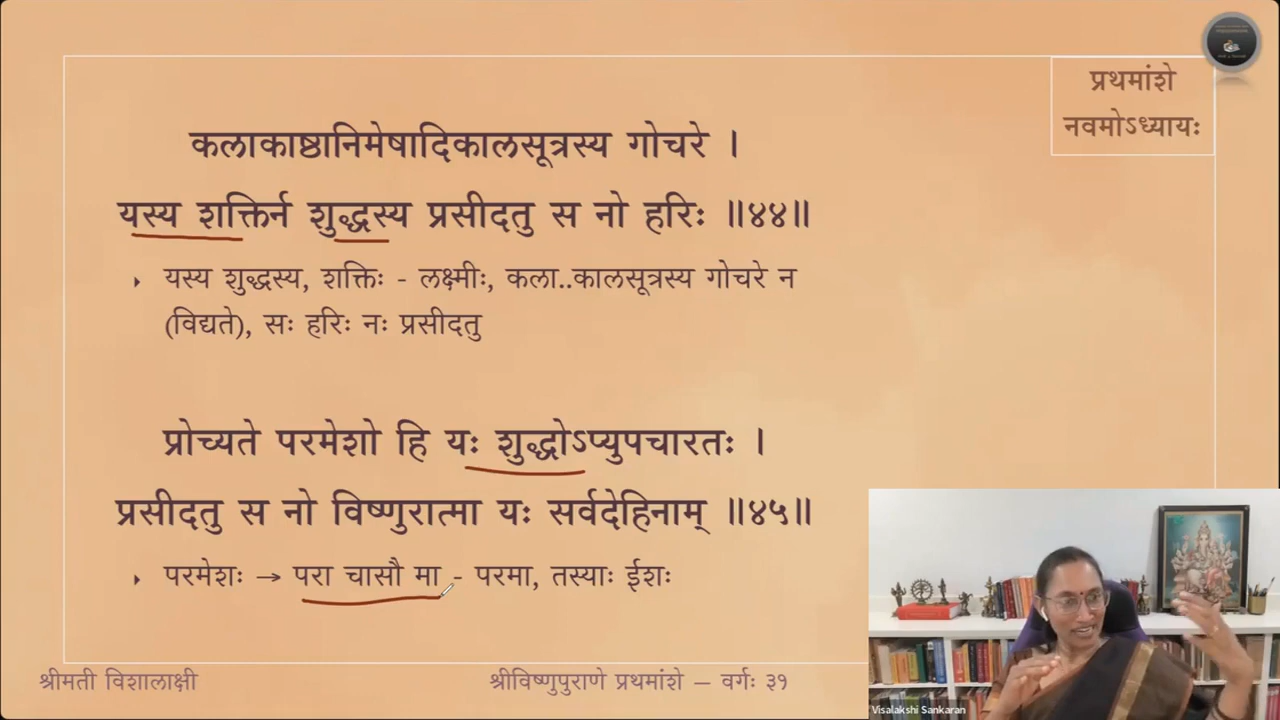 प्रथमांशे
नवमोऽध्यायः
कलाकाष्ठानिमेषादिकालसूत्रस्य गोचरे ।
यस्य शक्तिर्न शुद्धस्य प्रसीदतु स नो हरिः ॥४४॥
यस्य शुद्धस्य, शक्तिः - लक्ष्मीः, कला..कालसूत्रस्य गोचरे न
(विद्यते), सः हरिः नः प्रसीदतु
प्रोच्यते परमेशो हि यः शुद्धोऽप्युपचारतः ।
प्रसीदतु स नो विष्णुरात्मा यः सर्वदेहिनाम् ॥४५॥
परमेशः → परा चासौ मा - परमा, तस्याः ईशः
श्रीमती विशालाक्षी
श्रीविष्णुपुराणे प्रथमांशे – वर्गः ३१
Visalakshi Sankaran